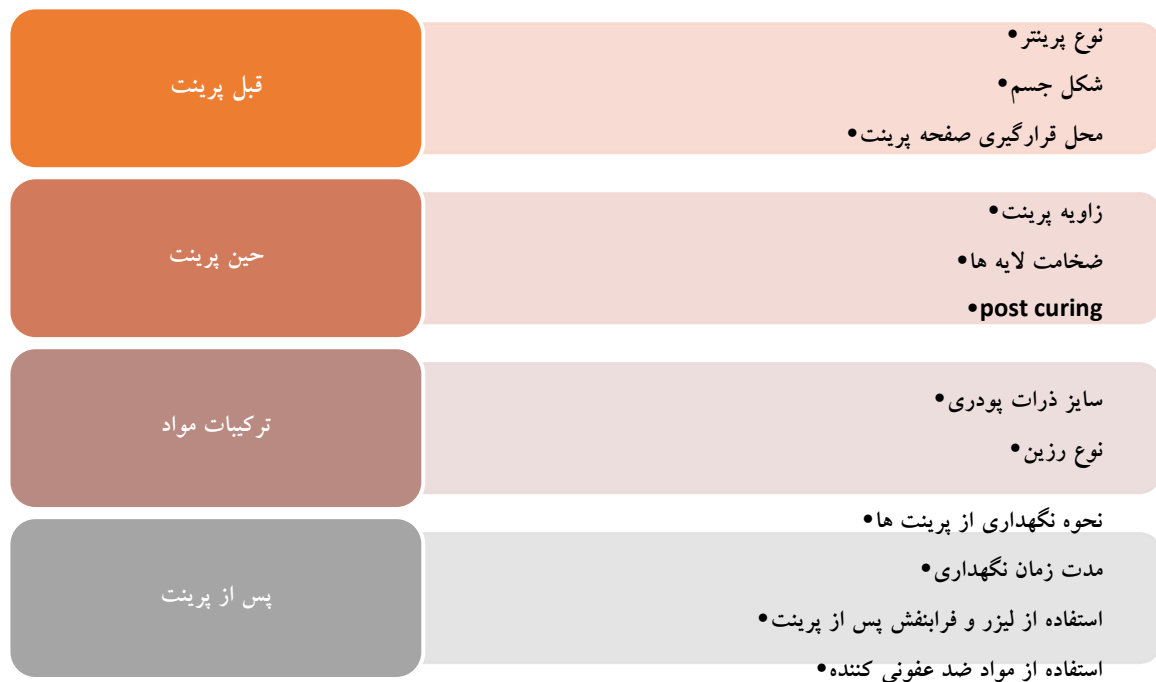 قبل پرینت
نوع پرینتر•
شکل جسم•
محل قرارگیری صفحه پرینت•
حین پرینت
زاویه پرینت•
ضخامت لایه ها•
•post curing
ترکیبات مواد
سایز ذرات پودری•
نوع رزین•
پس از پرینت
نحوه نگهداری از پرینت ها•
مدت زمان نگهداری•
استفاده از لیزر و فرابنفش پس از پرینت•
استفاده از مواد ضد عفونی کننده•